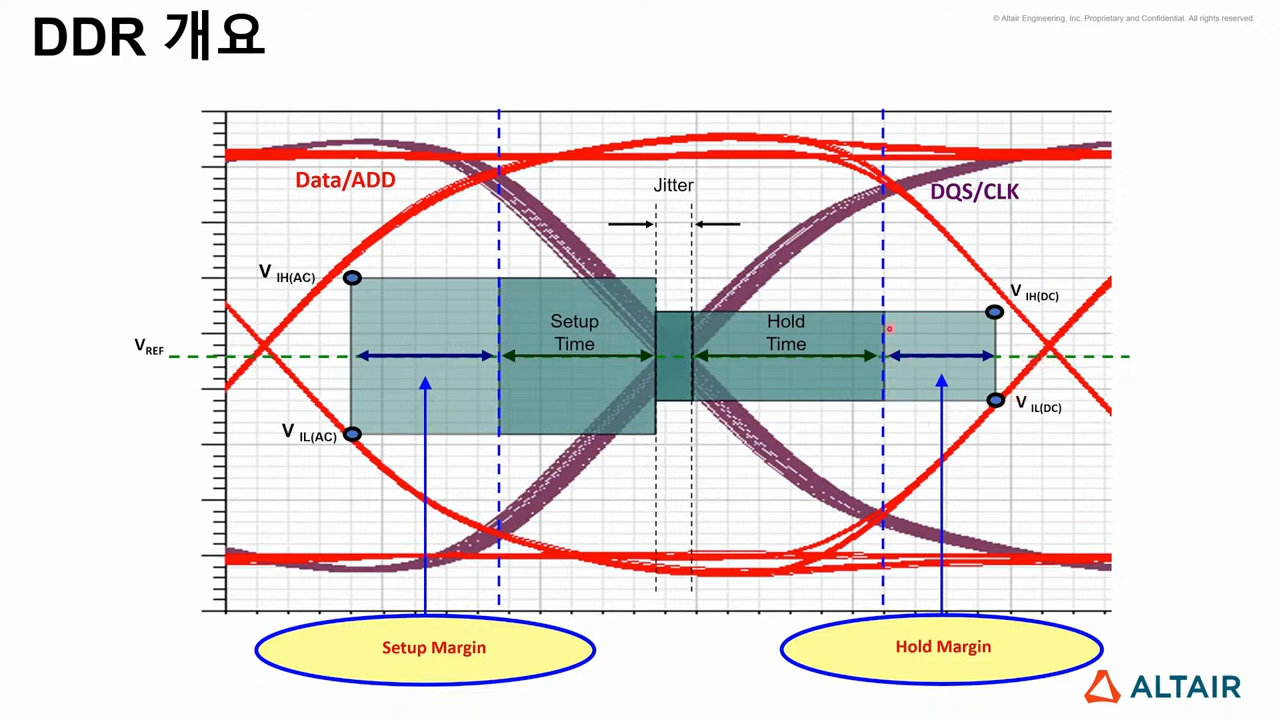 DDR 개요
© Altair Engineering, Inc. Proprietary and Confidential. All rights reserved.
Data/ADD
Jitter
DQS/CLK
V IH(AC)
V IH(DC)
Setup
Time
Hold
Time
VREF
V IL(DC)
V IL(AC)
Setup Margin
Hold Margin
ALTAIR